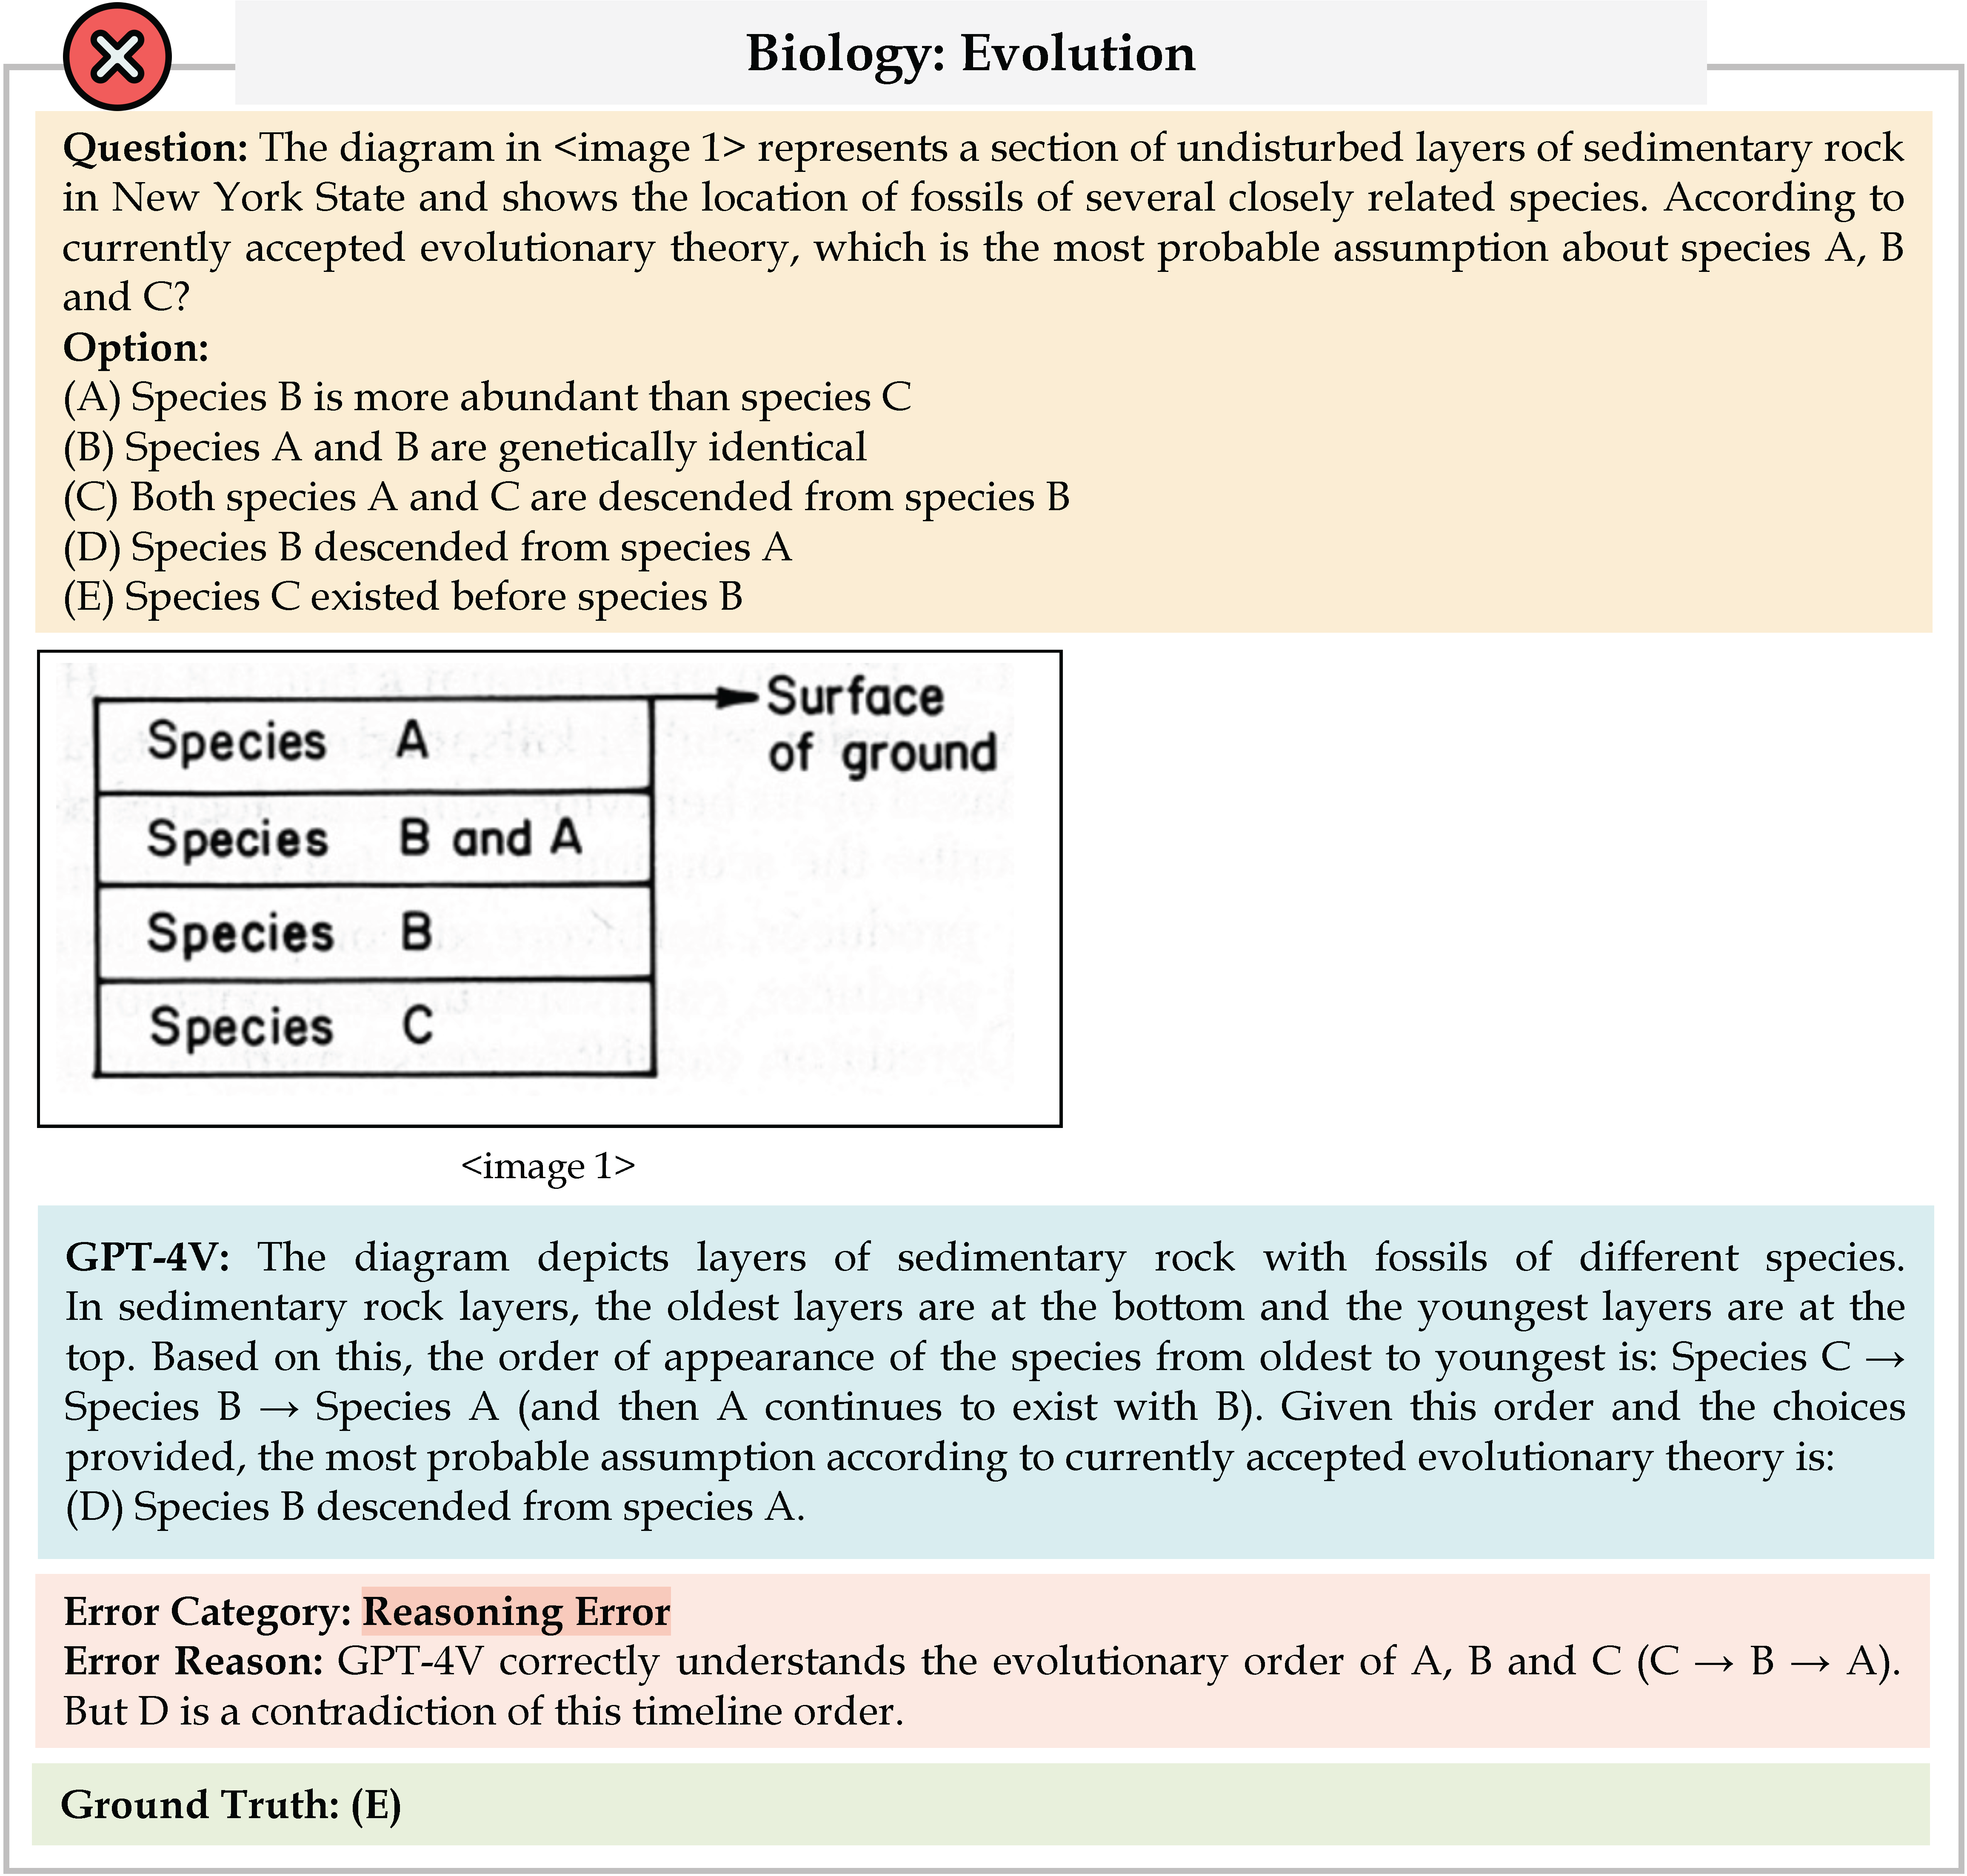 Biology: Evolution
Question: The diagram in <image 1> represents a section of undisturbed layers of sedimentary rock
in New York State and shows the location of fossils of several closely related species. According to
currently accepted evolutionary theory, which is the most probable assumption about species A, B
and C?
Option:
(A) Species B is more abundant than species C
(B) Species A and B are genetically identical
(C) Both species A and C are descended from species B
(D) Species B descended from species A
(E) Species C existed before species B
Surface
of ground
Species A
Species B and A
Species B
Species C
<image 1>
GPT-4V: The diagram depicts layers of sedimentary rock with fossils of different species.
In sedimentary rock layers, the oldest layers are at the bottom and the youngest layers are at the
top. Based on this, the order of appearance of the species from oldest to youngest is: Species C →
Species B → Species A (and then A continues to exist with B). Given this order and the choices
provided, the most probable assumption according to currently accepted evolutionary theory is:
(D) Species B descended from species A.
Error Category: Reasoning Error
Error Reason: GPT-4V correctly understands the evolutionary order of A, B and C (C → B → A).
But D is a contradiction of this timeline order.
Ground Truth: (E)